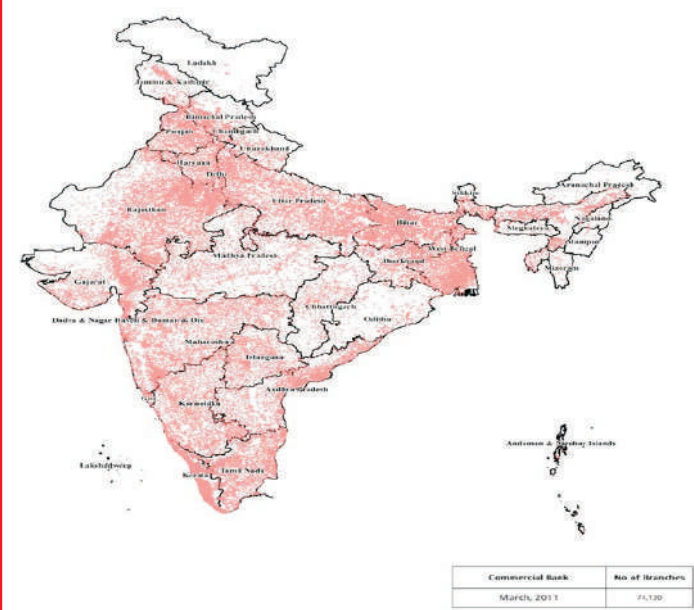 Ladakh
Jammu & Kashmir
Himachal Pradesh
Punjab
Chandigarh
Uttarakhand
Haryana
Delhi
Sikkim
Arunachal Pradesh
Rajasthan
Uttar Pradesh
Bihar
Nagaland
Meghalaya
West Bengal
Madhya Pradesh
Jharkhand
Mizoram
Gujarat
Chhattisgarh
Odisha
Dadra & Nagar Haveli & Daman & Diu
Maharashtra
Telangana
Andhra Pradesh
Karnataka
Andaman & Nicobar Islands
Lakshadweep
Kerala
Tamil Nadu
Commercial Bank No of Branches
March, 2011